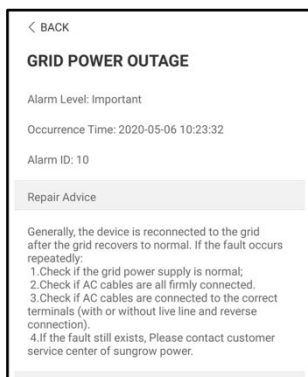 < BACK
GRID POWER OUTAGE
Alarm Level: Important
Occurrence Time: 2020-05-06 10:23:32
Alarm ID: 10
Repair Advice
Generally, the device is reconnected to the grid
after the grid recovers to normal. If the fault occurs
repeatedly:
1.Check if the grid power supply is normal;
2.Check if AC cables are all firmly connected.
3.Check if AC cables are connected to the correct
terminals (with or without live line and reverse
connection).
4.If the fault still exists, Please contact customer
service center of sungrow power.